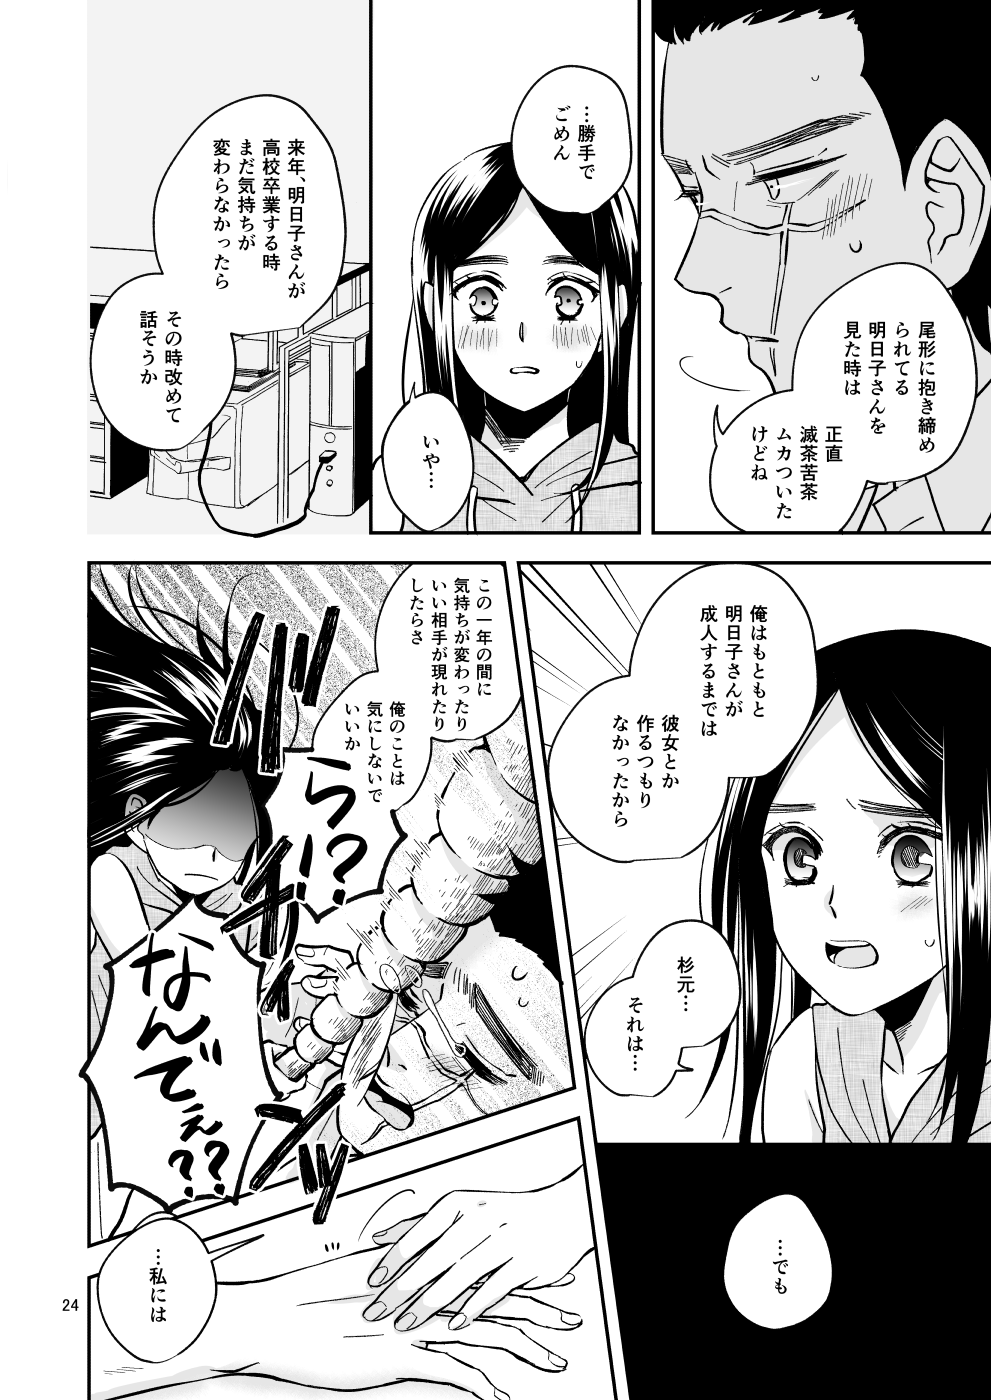 尾形に抱き締め
られてる
明日子さんを
見た時は
正直
滅茶苦茶
ムカついた
けどね
…勝手で
ごめん
いや…
来年、明日子さんが
高校卒業する時
まだ気持ちが
変わらなかったら
その時改めて
話そうか
俺はもともと
明日子さんが
成人するまでは
彼女とか
作るつもり
なかったから
杉元…
それは…
この一年の間に
気持ちが変わったり
いい相手が現れたり
したらさ
俺のことは
気にしないで
いいか
ら!?
なんでぇ??
…でも
…私には
24